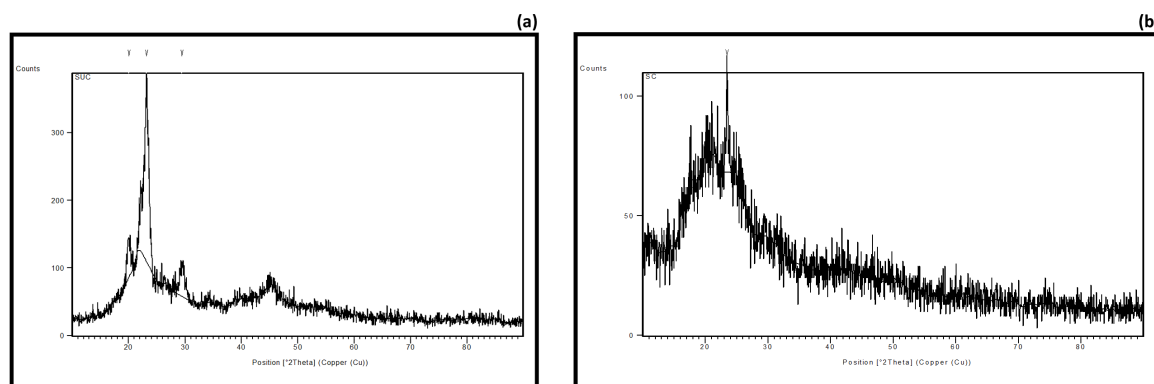 (a)
Counts
SUC
300
200
100
0
20 30 40 50 60 70 80
Position [°2Theta] (Copper (Cu))
(b
Counts
SC
100
50
0
20 30 40 50 60 70 80
Position [°2Theta] (Copper (Cu))